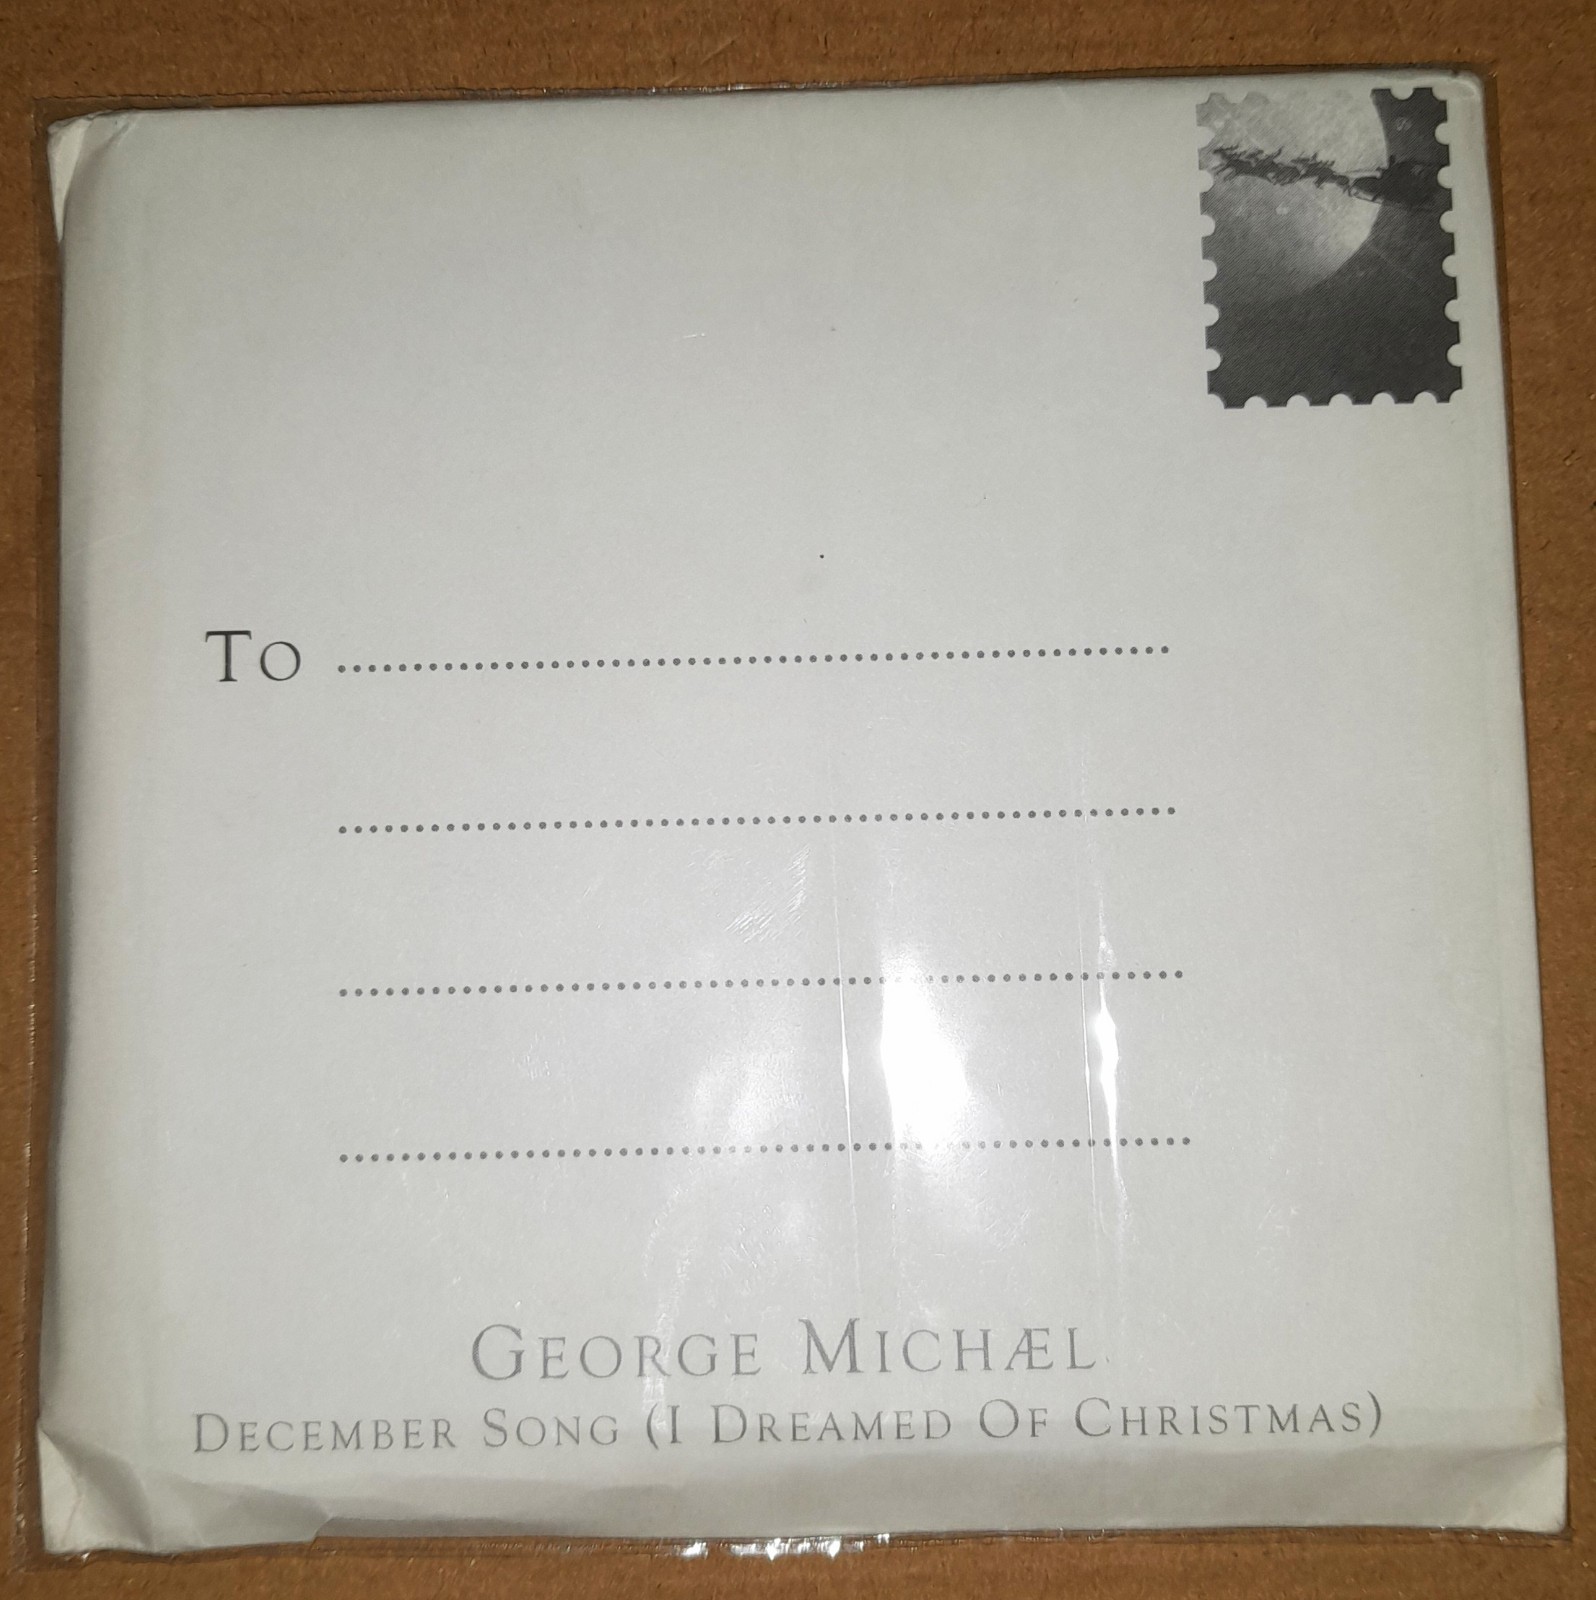 To ......................................................
......................................................
......................................................
......................................................
George Michæl
December Song (I Dreamed Of Christmas)